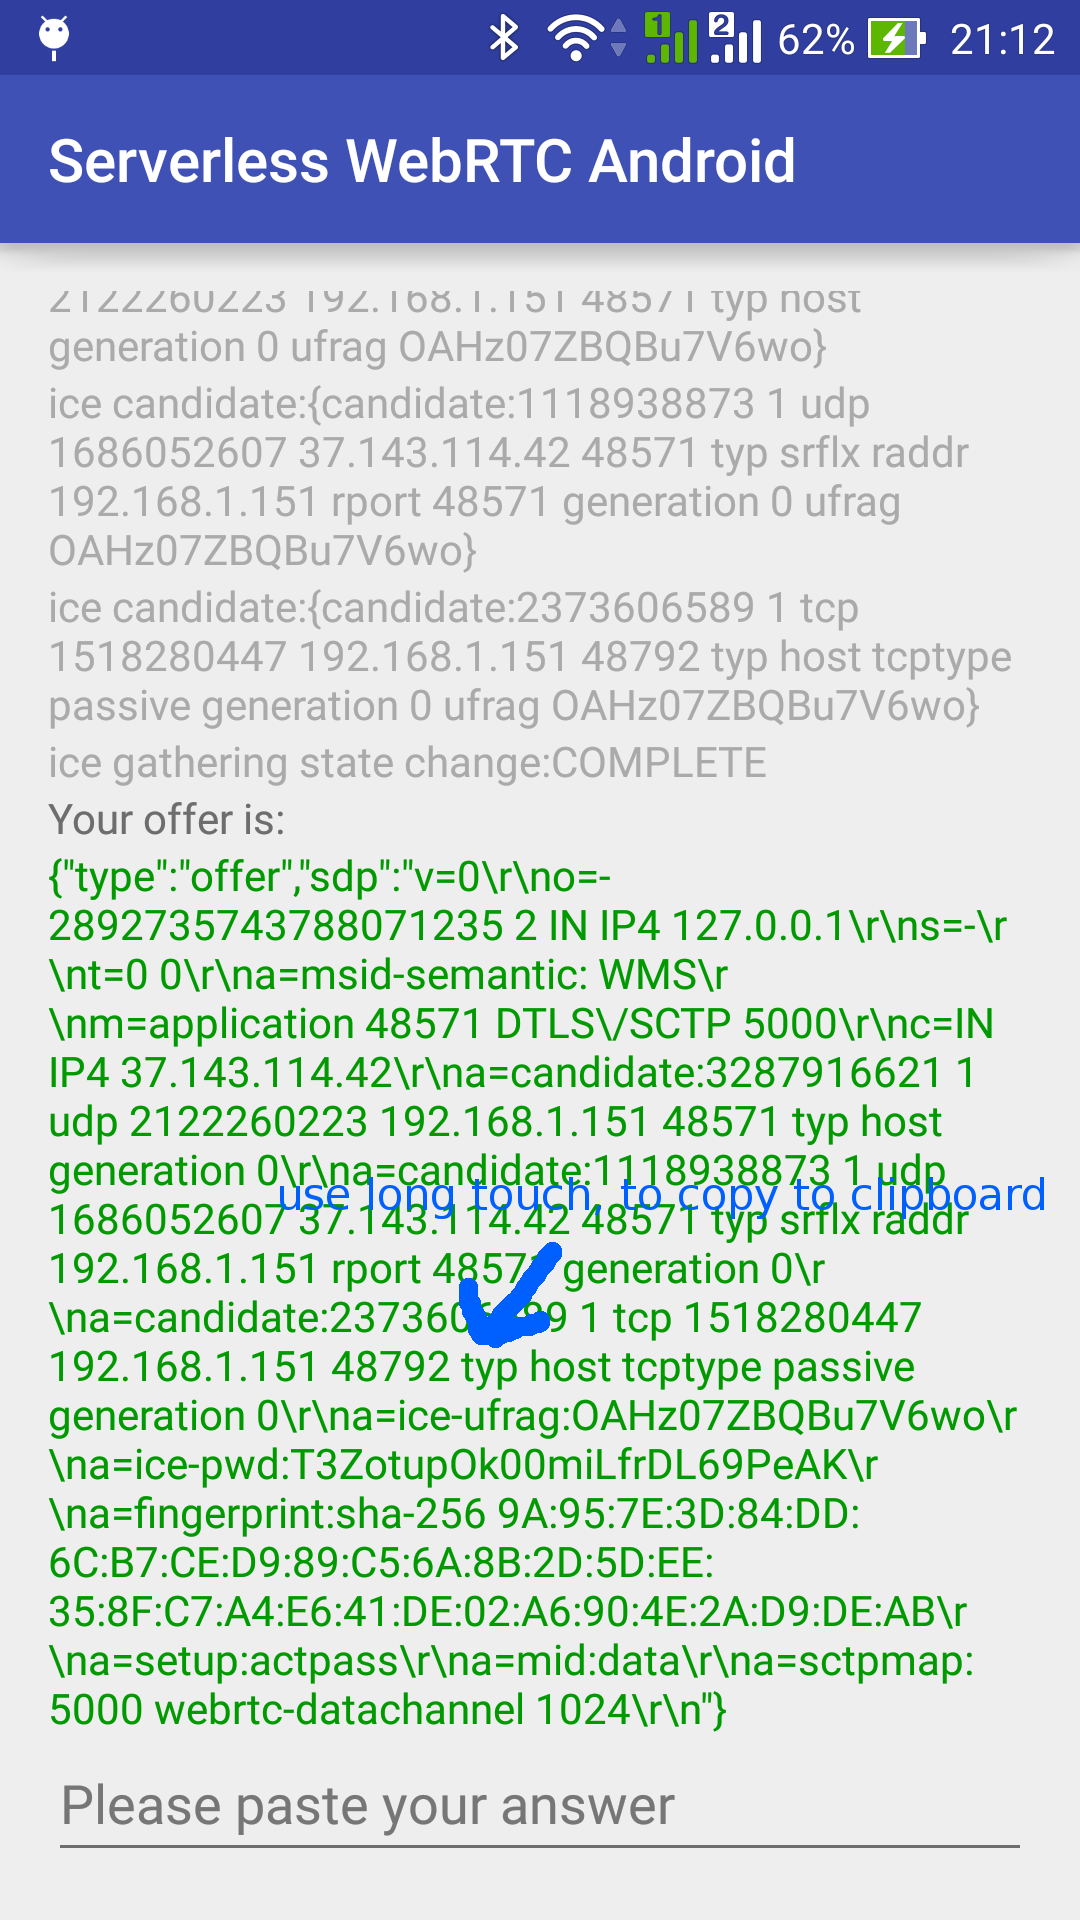 1 2 62% 21:12
Serverless WebRTC Android
2122260223 192.168.1.151 48571 typ host
generation 0 ufrag OAHz07ZBQBu7V6wo}
ice candidate:{candidate:1118938873 1 udp
1686052607 37.143.114.42 48571 typ srflx raddr
192.168.1.151 rport 48571 generation 0 ufrag
OAHz07ZBQBu7V6wo}
ice candidate:{candidate:2373606589 1 tcp
1518280447 192.168.1.151 48792 typ host tcptype
passive generation 0 ufrag OAHz07ZBQBu7V6wo}
ice gathering state change:COMPLETE
Your offer is:
{"type":"offer","sdp":"v=0\r\no=-
2892735743788071235 2 IN IP4 127.0.0.1\r\ns=-\r
\nt=0 0\r\na=msid-semantic: WMS\r
\nm=application 48571 DTLS\/SCTP 5000\r\nc=IN
IP4 37.143.114.42\r\na=candidate:3287916621 1
udp 2122260223 192.168.1.151 48571 typ host
generation 0\r\na=candidate:1118938873 1 udp
use long touch, to copy to clipboard
1686052607 37.143.114.42 48571 typ srflx raddr
192.168.1.151 rport 48571 generation 0\r
\na=candidate:2373606589 1 tcp 1518280447
192.168.1.151 48792 typ host tcptype passive
generation 0\r\na=ice-ufrag:OAHz07ZBQBu7V6wo\r
\na=ice-pwd:T3ZotupOk00miLfrDL69PeAK\r
\na=fingerprint:sha-256 9A:95:7E:3D:84:DD:
6C:B7:CE:D9:89:C5:6A:8B:2D:5D:EE:
35:8F:C7:A4:E6:41:DE:02:A6:90:4E:2A:D9:DE:AB\r
\na=setup:actpass\r\na=mid:data\r\na=sctpmap:
5000 webrtc-datachannel 1024\r\n"}
Please paste your answer